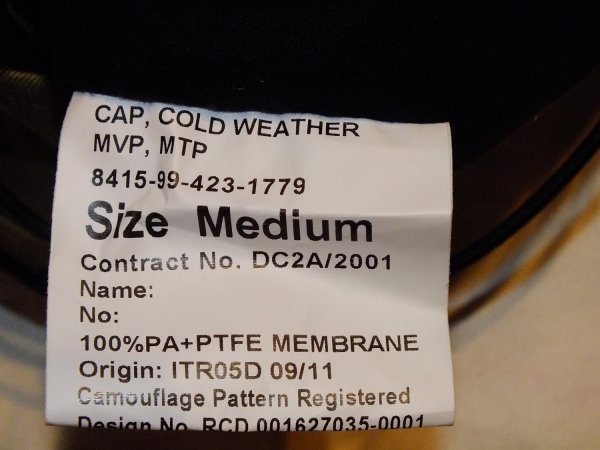 CAP, COLD WEATHER
MVP, MTP
8415-99-423-1779
Size Medium
Contract No. DC2A/2001
Name:
No:
100%PA+PTFE MEMBRANE
Origin: ITR05D 09/11
Camouflage Pattern Registered
Design No. RCD 001627035-0001